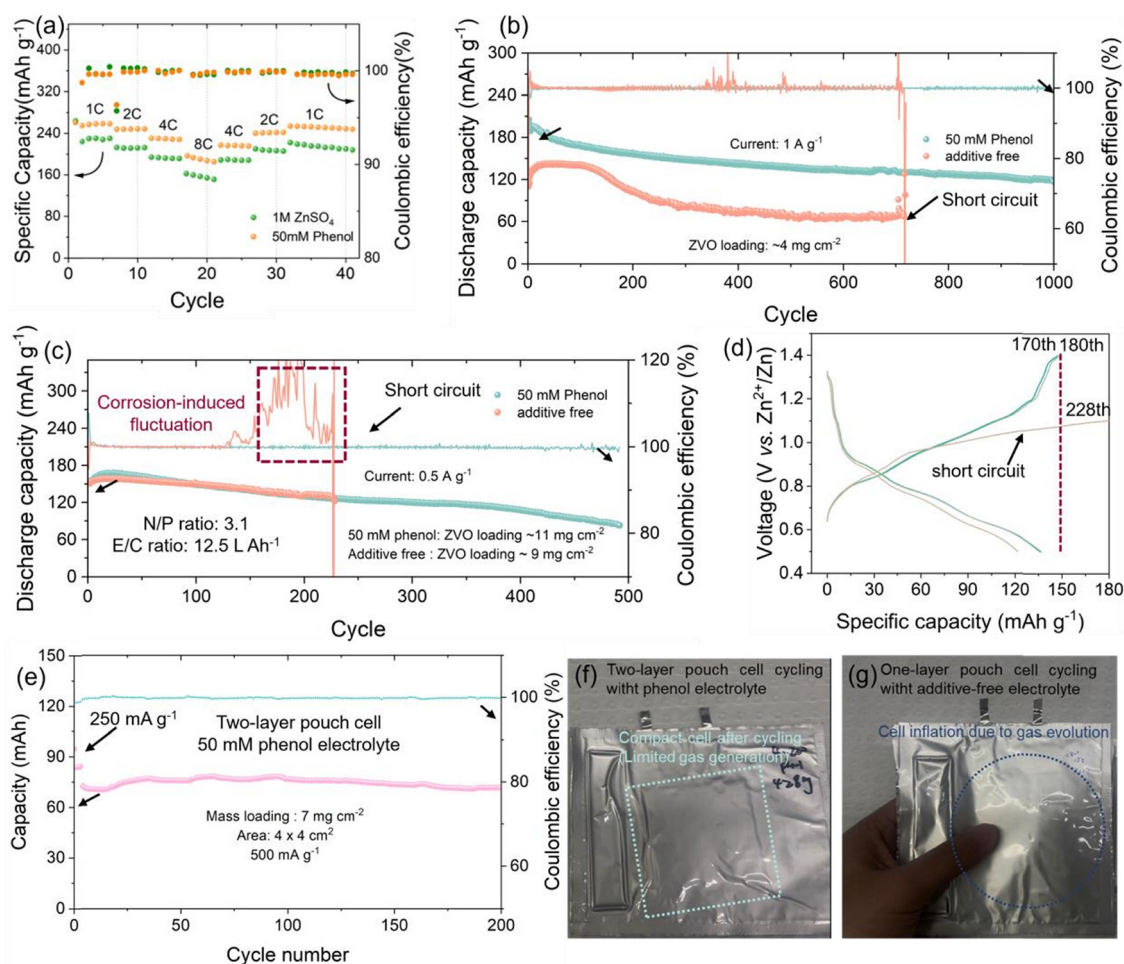 (a)
Specific Capacity(mAh g-1)
400
320
240
160
80
0
1C
2C
4C
8C
4C
2C
1C
1M ZnSO4
50mM Phenol
0
10
20
30
40
Cycle
100
90
80
Coulombic efficiency(%)
(b)
Discharge capacity (mAh g-1)
300
240
180
120
60
0
Current: 1 A g-1
50 mM Phenol
additive free
Short circuit
ZVO loading: ~4 mg cm-2
0
200
400
600
800
1000
Cycle
100
80
60
Coulombic efficiency (%)
(c)
Discharge capacity (mAh g-1)
300
240
180
120
60
0
Corrosion-induced
fluctuation
Short circuit
50 mM Phenol
additive free
Current: 0.5 A g-1
N/P ratio: 3.1
E/C ratio: 12.5 L Ah-1
50 mM phenol: ZVO loading ~11 mg cm-2
Additive free : ZVO loading ~ 9 mg cm-2
0
100
200
300
400
500
Cycle
120
100
80
Coulombic efficiency (%)
(d)
Voltage (V vs. Zn2+/Zn)
1.4
1.2
1.0
0.8
0.6
0.4
170th
180th
228th
short circuit
0
30
60
90
120
150
180
Specific capacity (mAh g-1)
(e)
Capacity (mAh)
150
120
90
60
30
0
250 mA g-1
Two-layer pouch cell
50 mM phenol electrolyte
Mass loading : 7 mg cm-2
Area: 4 x 4 cm2
500 mA g-1
0
50
100
150
200
Cycle number
100
80
60
Coulombic efficiency (%)
(f)
Two-layer pouch cell cycling
witht phenol electrolyte
Compact cell after cycling
(Limited gas generation)
(g)
One-layer pouch cell cycling
witht additive-free electrolyte
Cell inflation due to gas evolution